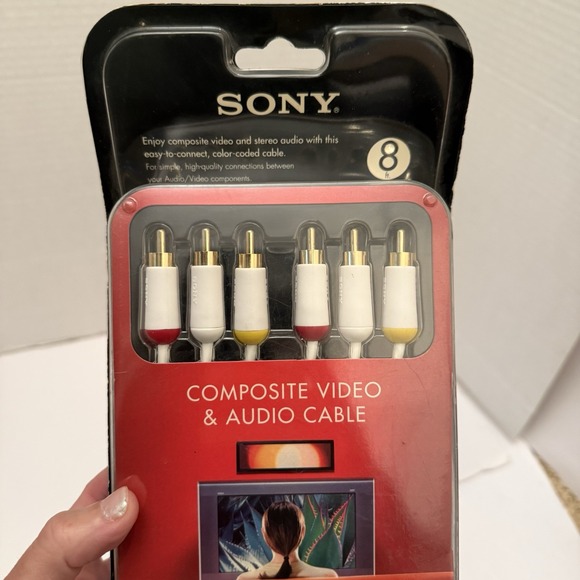 SONY®
Enjoy composite video and stereo audio with this
easy-to-connect, color-coded cable.
For simple, high-quality connections between
your Audio/Video components.
8
ft
COMPOSITE VIDEO
& AUDIO CABLE